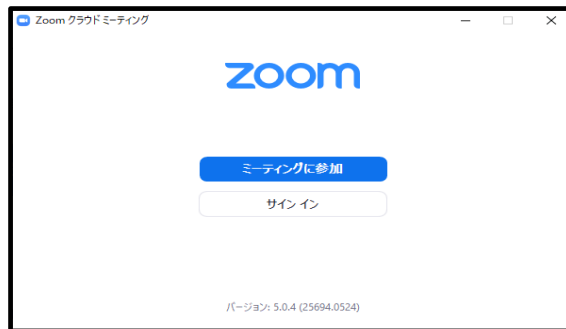 Zoom クラウド ミーティング
zoom
ミーティングに参加
サイン イン
バージョン: 5.0.4 (25694.0524)